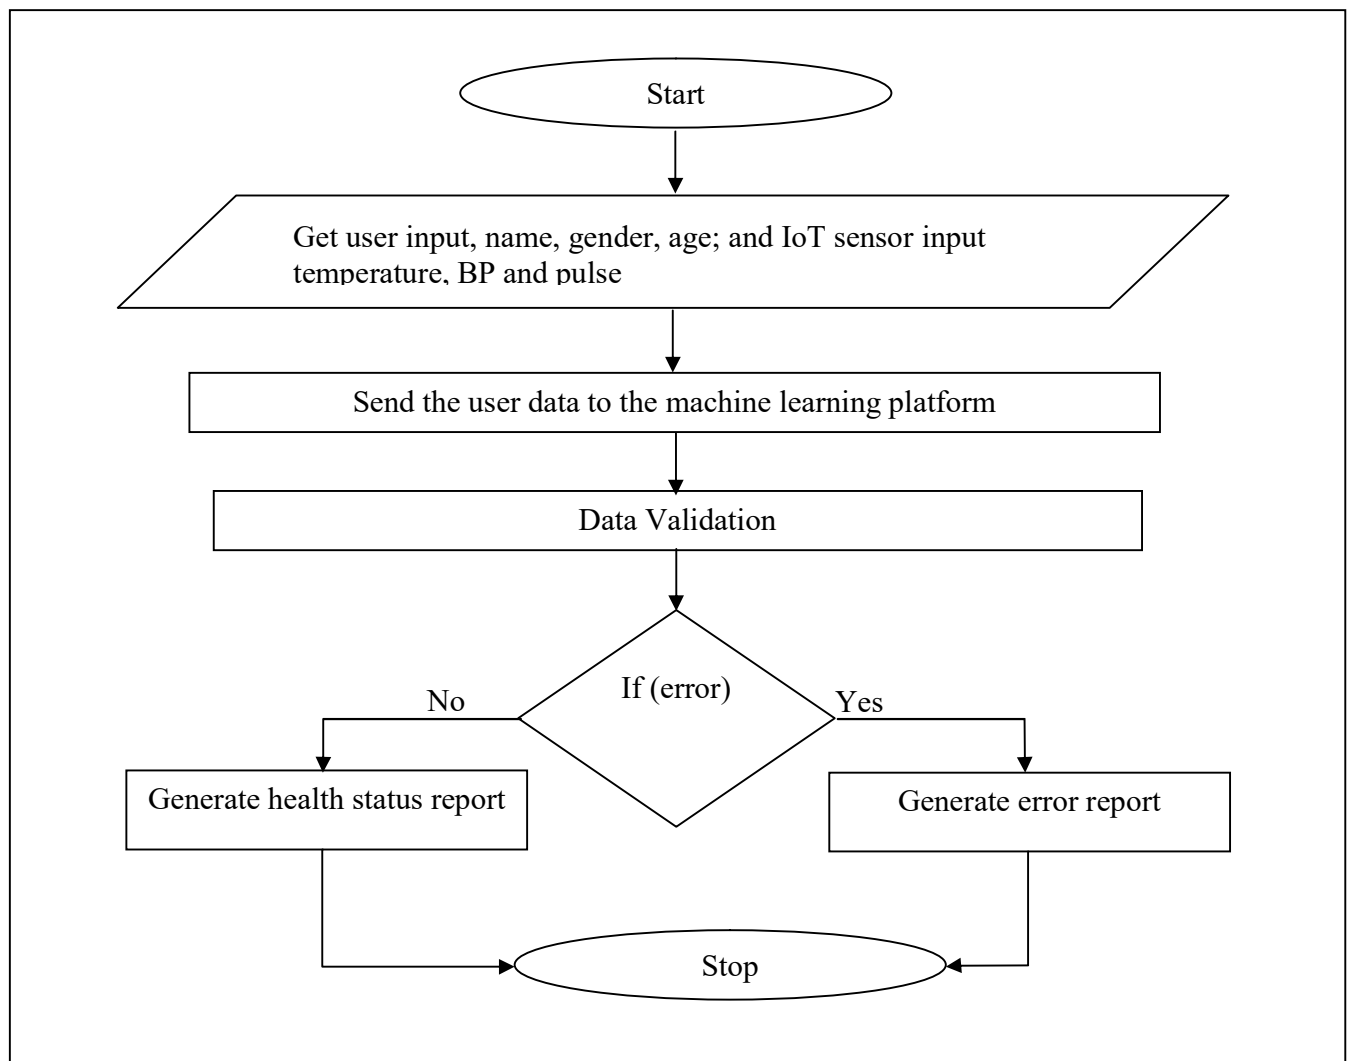 Start
Get user input, name, gender, age; and IoT sensor input
temperature, BP and pulse
Send the user data to the machine learning platform
Data Validation
If (error)
No
Yes
Generate health status report
Generate error report
Stop